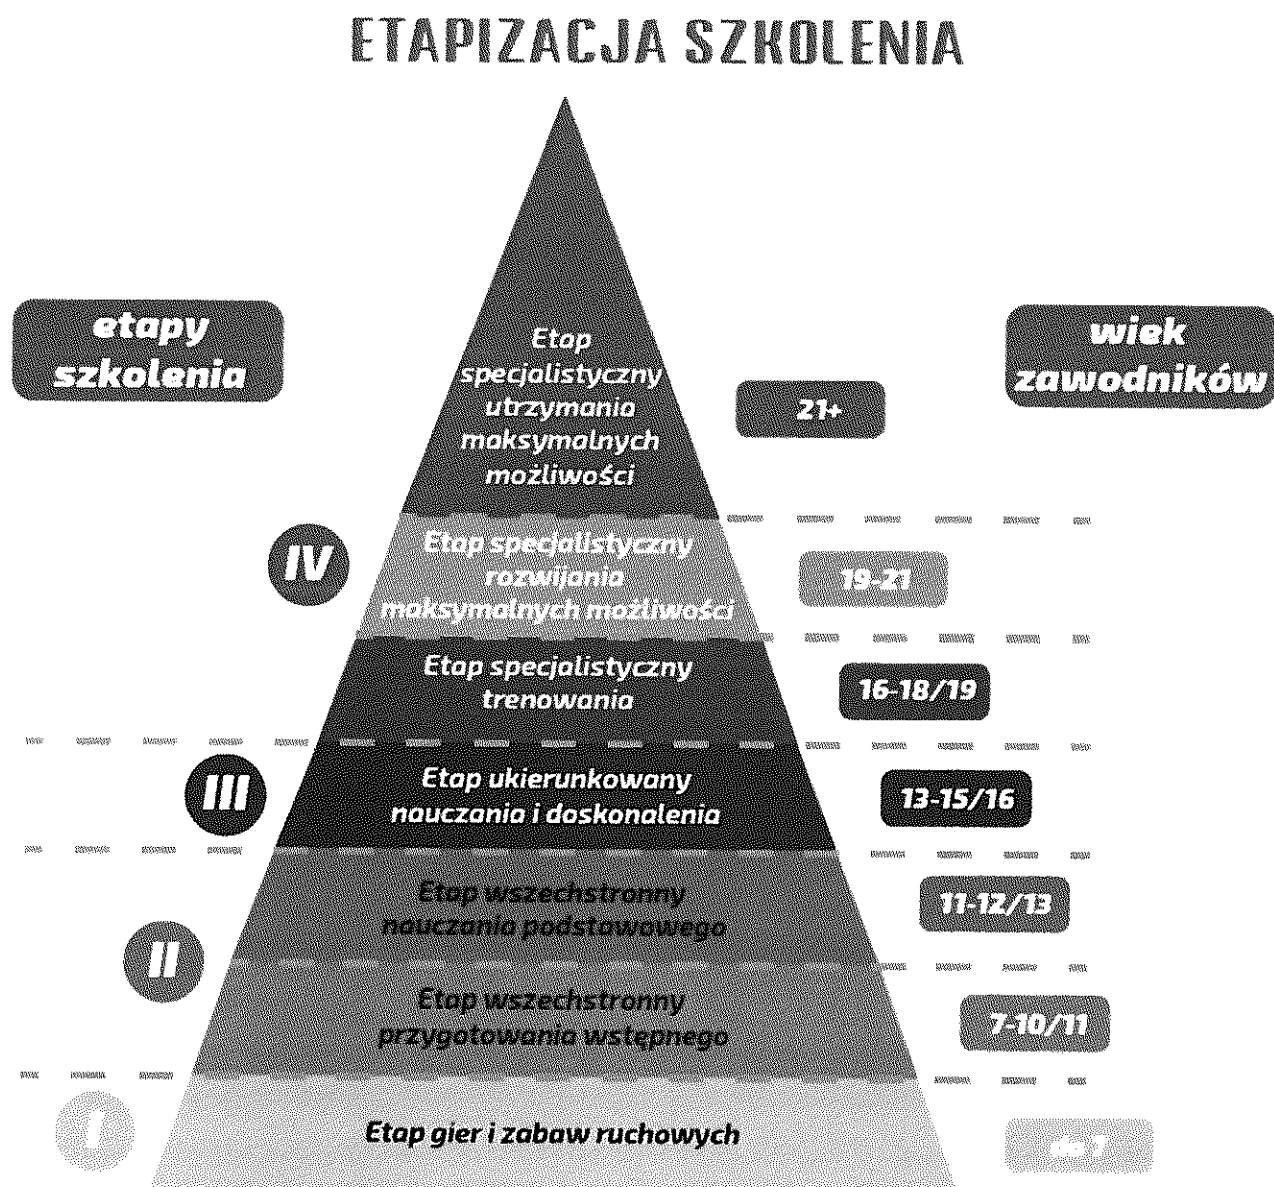 ETAPIZACJA SZKOLENIA
etapy
szkolenia
wiek
zawodników
Etap
specjalistyczny
utrzymania
maksymalnych
możliwości
21+
IV
Etap specjalistyczny
rozwijania
maksymalnych możliwości
19-21
Etap specjalistyczny
trenowania
16-18/19
III
Etap ukierunkowany
nauczania i doskonalenia
13-15/16
II
Etap wszechstronny
nauczania podstawowego
11-12/13
Etap wszechstronny
przygotowania wstępnego
7-10/11
I
Etap gier i zabaw ruchowych
do 7